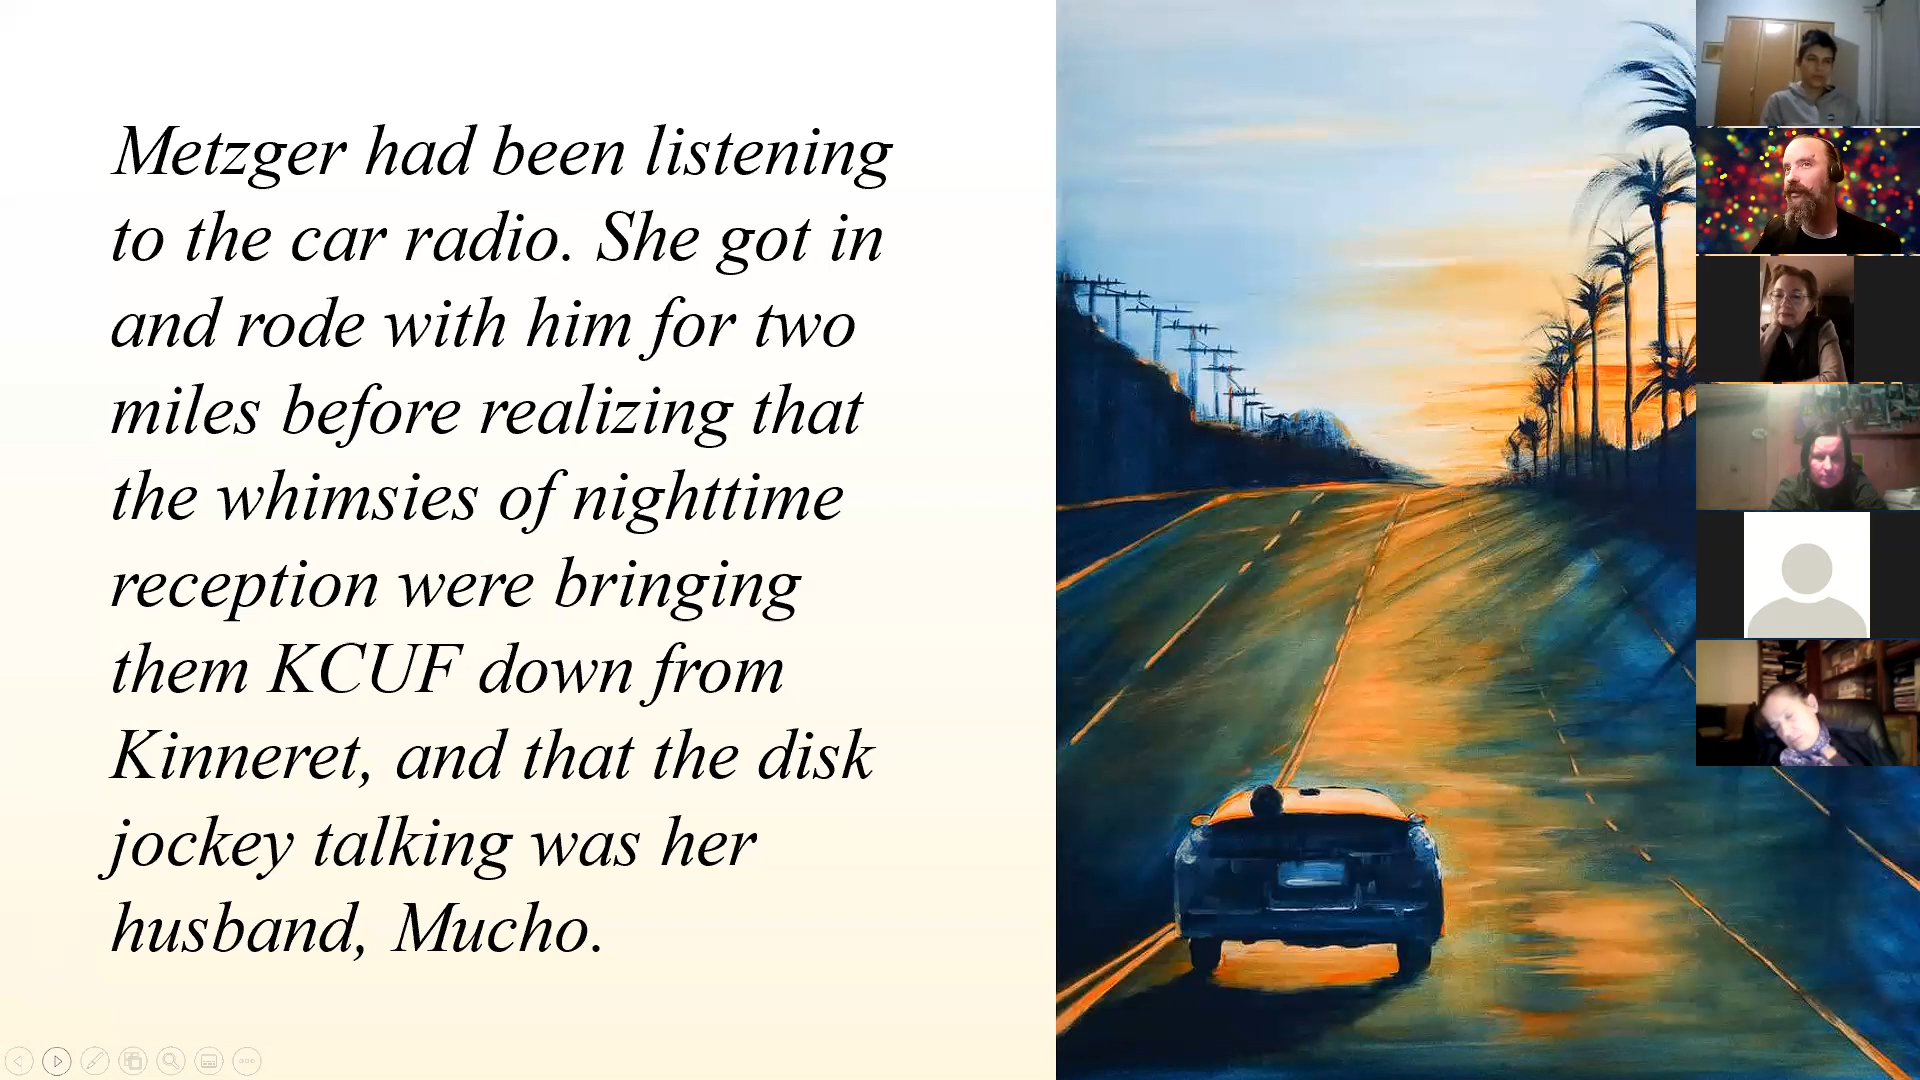 Metzger had been listening
to the car radio. She got in
and rode with him for two
miles before realizing that
the whimsies of nighttime
reception were bringing
them KCUF down from
Kinneret, and that the disk
jockey talking was her
husband, Mucho.